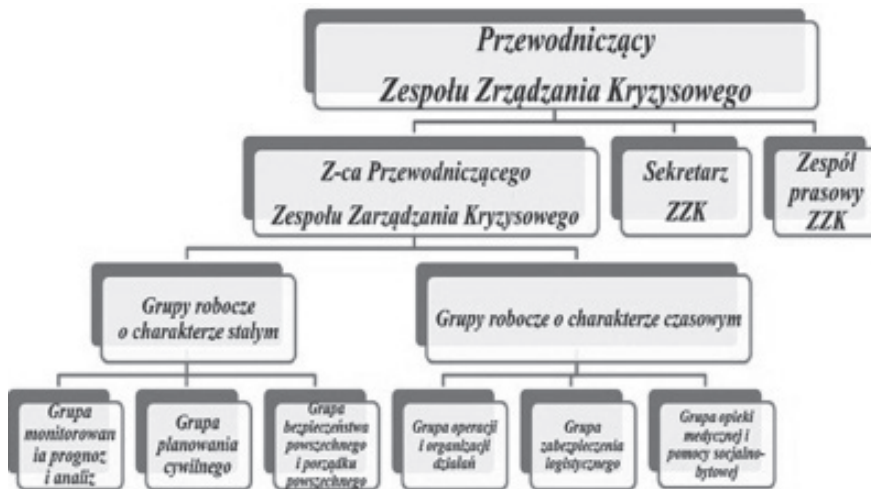 Przewodniczący
Zespołu Zrządzania Kryzysowego
Z-ca Przewodniczącego
Zespołu Zarządzania Kryzysowego
Sekretarz
ZZK
Zespół
prasowy
ZZK
Grupy robocze
o charakterze stałym
Grupy robocze o charakterze czasowym
Grupa
monitorowan
ia prognoz
i analiz
Grupa
planowania
cywilnego
Grupa
bezpieczeństwa
powszechnego
i porządku
powszechnego
Grupa operacji
i organizacji
działań
Grupa
zabezpieczenia
logistycznego
Grupa opieki
medycznej i
pomocy socjalno-
bytowej